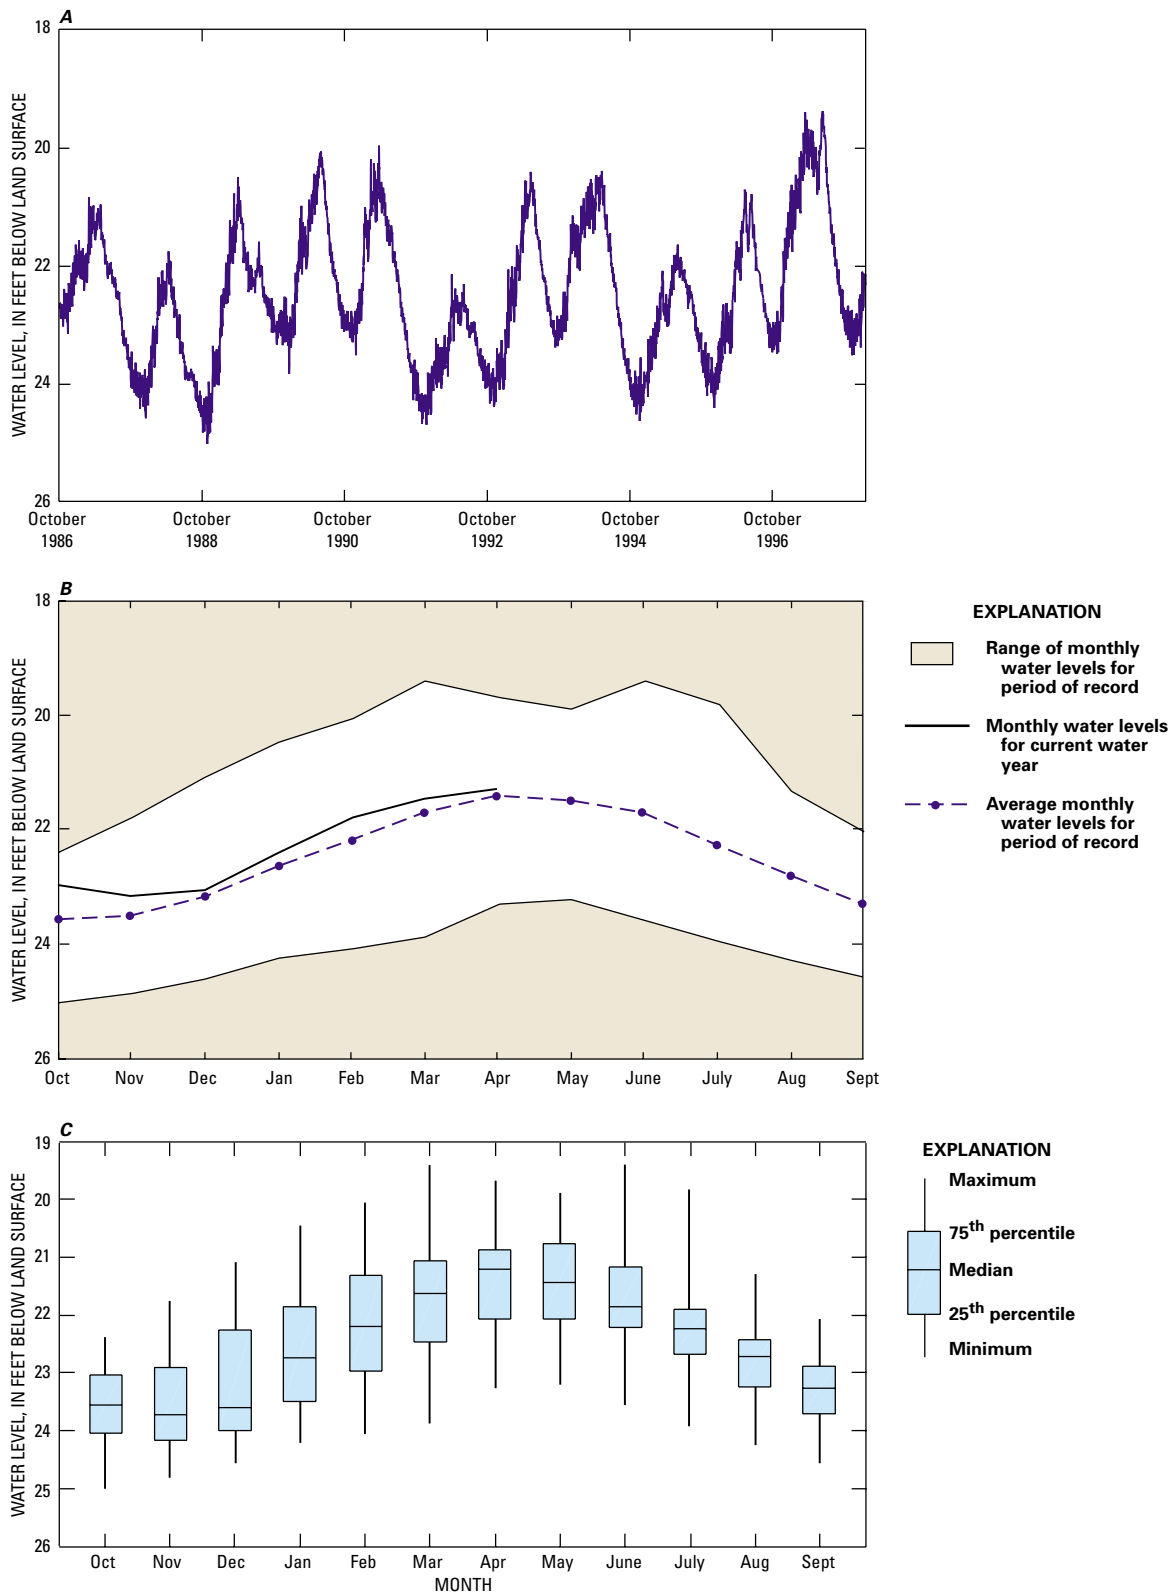 A
WATER LEVEL, IN FEET BELOW LAND SURFACE
18
20
22
24
26
October
1986
October
1988
October
1990
October
1992
October
1994
October
1996
B
WATER LEVEL, IN FEET BELOW LAND SURFACE
18
20
22
24
26
Oct Nov Dec Jan Feb Mar Apr May June July Aug Sept
EXPLANATION
Range of monthly
water levels for
period of record
Monthly water levels
for current water
year
Average monthly
water levels for
period of record
C
WATER LEVEL, IN FEET BELOW LAND SURFACE
19
20
21
22
23
24
25
26
Oct Nov Dec Jan Feb Mar Apr May June July Aug Sept
MONTH
EXPLANATION
Maximum
75th percentile
Median
25th percentile
Minimum